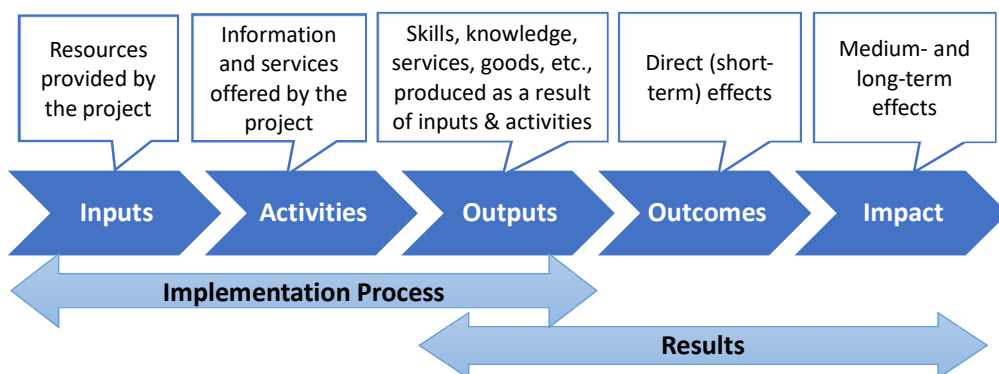 Resources
provided by
the project
Information
and services
offered by the
project
Skills, knowledge,
services, goods, etc.,
produced as a result
of inputs & activities
Direct (short-
term) effects
Medium- and
long-term
effects
Inputs
Activities
Outputs
Outcomes
Impact
Implementation Process
Results